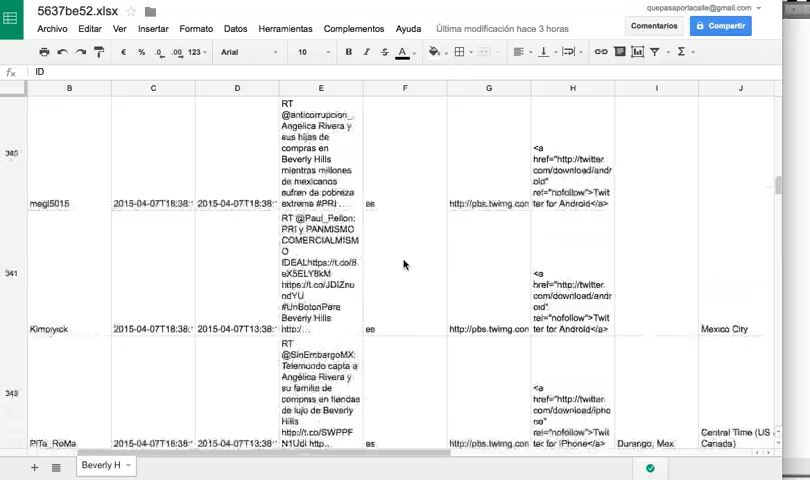 5637be52.xlsx
quepasaporlacalle@gmail.com
Archivo Editar Ver Insertar Formato Datos Herramientas Complementos Ayuda Última modificación hace 3 horas
Comentarios Compartir
€ % .0 .00 123 Arial 10 B I S A Σ
fx ID
B C D E F G H I J
RT
@anticorrupcion_
Angélica Rivera y
sus hijas de
compras en
Beverly Hills
mientras millones
de mexicanos
sufren de pobreza
extrema #PRI ...
<a
href="http://twitter
.com/download/andr
oid"
rel="nofollow">Twit
ter for Android</a>
megl5015 2015-04-07T18:38: 2015-04-07T18:38: es http://pbs.twimg.com
341
RT @Paul_Pellon:
PRI y PANMISMO
COMERCIALMISM
O
IDEALhttps://t.co/
https://t.co/JDIZnu
ndYU
#UnBotonPara
Beverly Hills
http:/...
<a
href="http://twitter
.com/download/andr
oid"
rel="nofollow">Twit
ter for Android</a>
2015-04-07T18:38: 2015-04-07T13:38: es http://pbs.twimg.com Mexico City
RT
@SinEmbargoMX:
Telemundo capta a
Angélica Rivera y
su familia de
compras en tiendas
de lujo de Beverly
Hills
http://t.co/SWPPF
http...
<a
href="http://twitter
.com/download/ipho
ne"
rel="nofollow">Twit
ter for iPhone</a>
PiTa_RoMa 2015-04-07T18:38: 2015-04-07T13:38: es http://pbs.twimg.com Durango, Mex. Central Time (US
Canada)
Beverly H